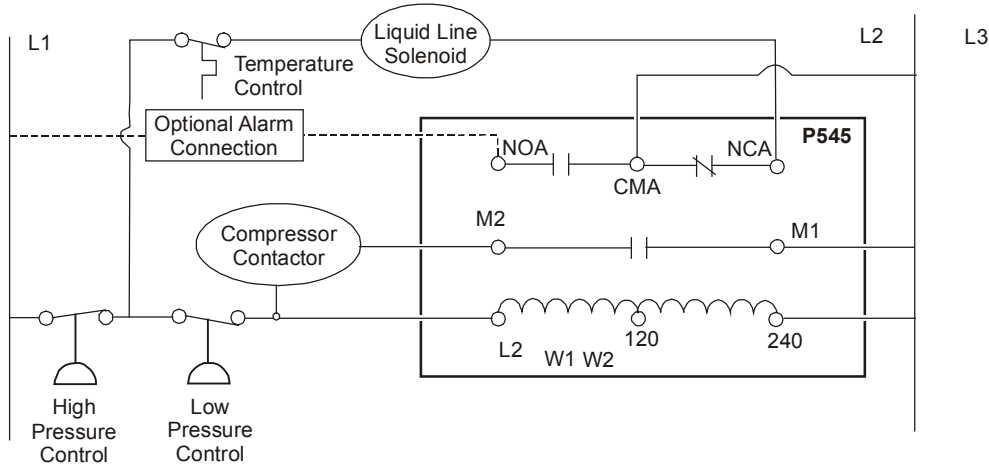 L1
Liquid Line
Solenoid
L2
L3
Temperature
Control
Optional Alarm
Connection
P545
NOA
NCA
CMA
M2
M1
Compressor
Contactor
L2
W1 W2
120
240
High
Pressure
Control
Low
Pressure
Control